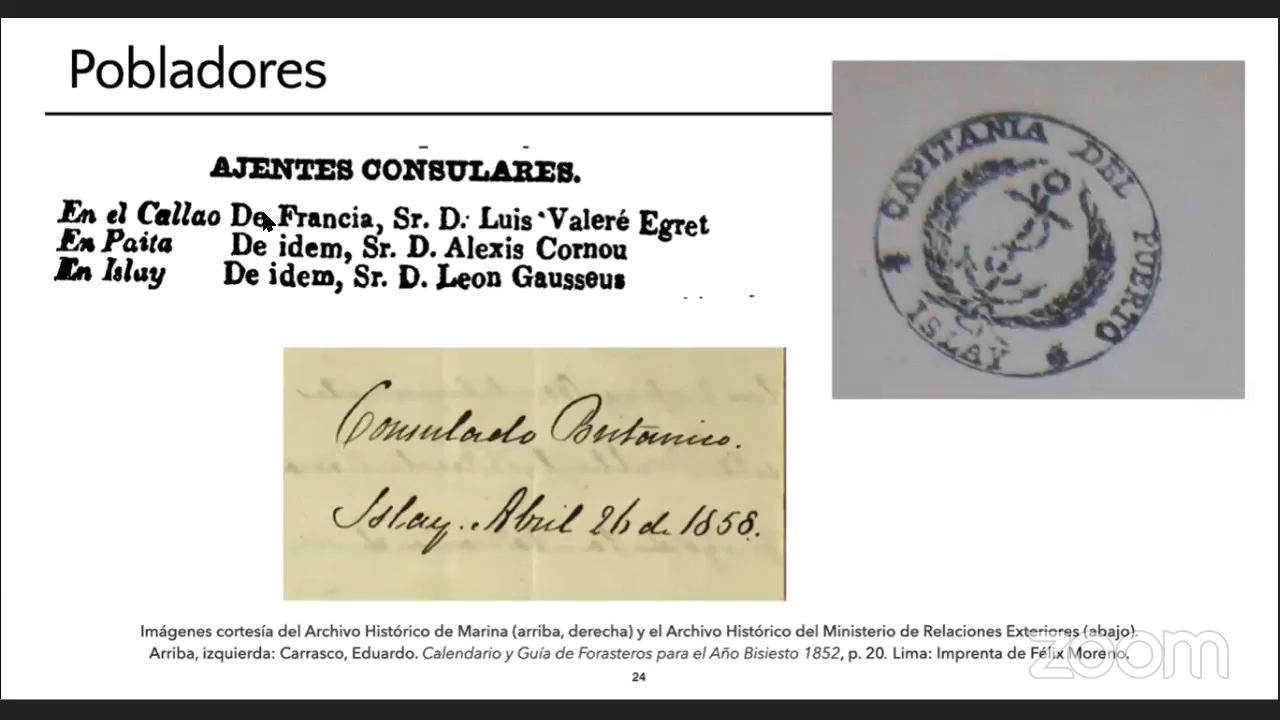 Pobladores
AJENTES CONSULARES.
En el Callao De Francia, Sr. D. Luis Valeré Egret
En Paita De idem, Sr. D. Alexis Cornou
En Islay De idem, Sr. D. Leon Gausseus
CAPITANIA DEL PUERTO
ISLAY
Consulado Britanico.
Islay. Abril 26 de 1858.
Imágenes cortesía del Archivo Histórico de Marina (arriba, derecha) y el Archivo Histórico del Ministerio de Relaciones Exteriores (abajo).
Arriba, izquierda: Carrasco, Eduardo. Calendario y Guía de Forasteros para el Año Bisiesto 1852, p. 20. Lima: Imprenta de Félix Moreno.
zoom
24